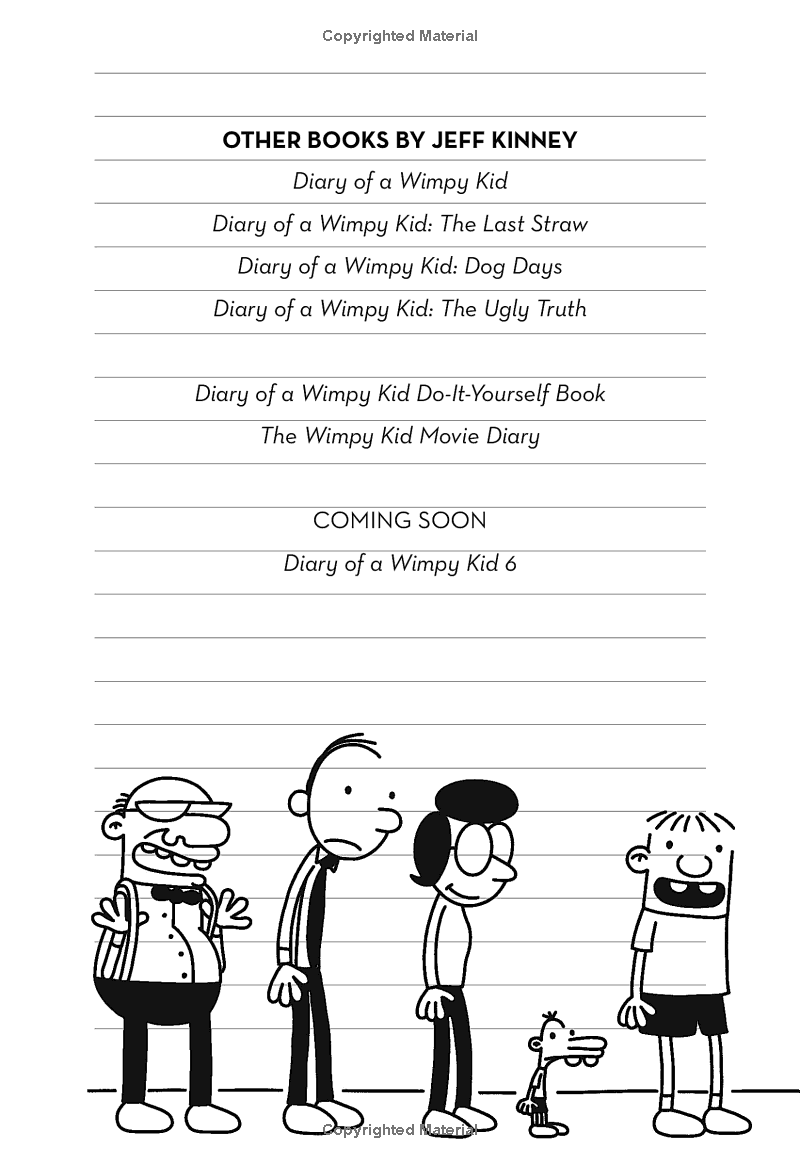 Copyrighted Material
OTHER BOOKS BY JEFF KINNEY
Diary of a Wimpy Kid
Diary of a Wimpy Kid: The Last Straw
Diary of a Wimpy Kid: Dog Days
Diary of a Wimpy Kid: The Ugly Truth
Diary of a Wimpy Kid Do-It-Yourself Book
The Wimpy Kid Movie Diary
COMING SOON
Diary of a Wimpy Kid 6
Copyrighted Material